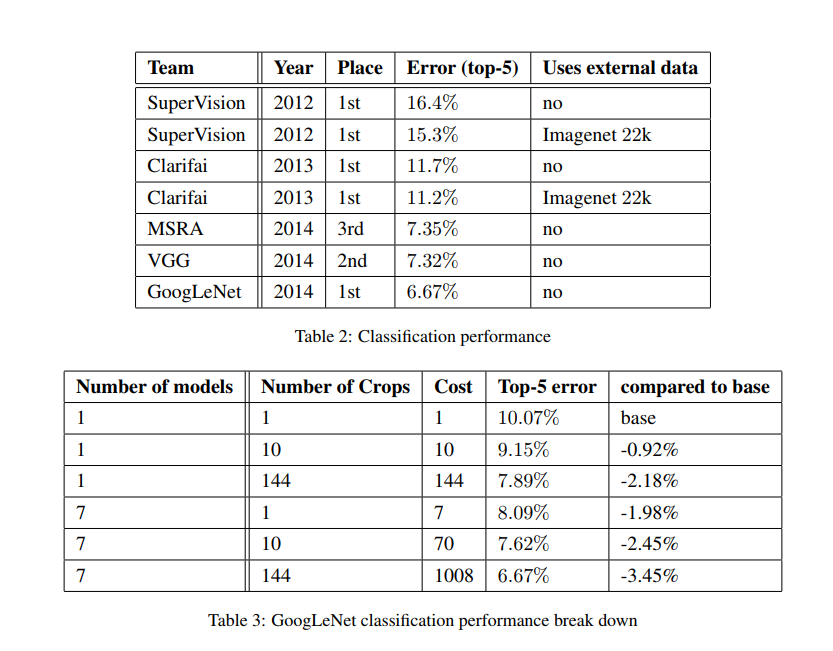 Team Year Place Error (top-5) Uses external data
SuperVision 2012 1st 16.4% no
SuperVision 2012 1st 15.3% Imagenet 22k
Clarifai 2013 1st 11.7% no
Clarifai 2013 1st 11.2% Imagenet 22k
MSRA 2014 3rd 7.35% no
VGG 2014 2nd 7.32% no
GoogLeNet 2014 1st 6.67% no
Table 2: Classification performance
Number of models Number of Crops Cost Top-5 error compared to base
1 1 1 10.07% base
1 10 10 9.15% -0.92%
1 144 144 7.89% -2.18%
7 1 7 8.09% -1.98%
7 10 70 7.62% -2.45%
7 144 1008 6.67% -3.45%
Table 3: GoogLeNet classification performance break down